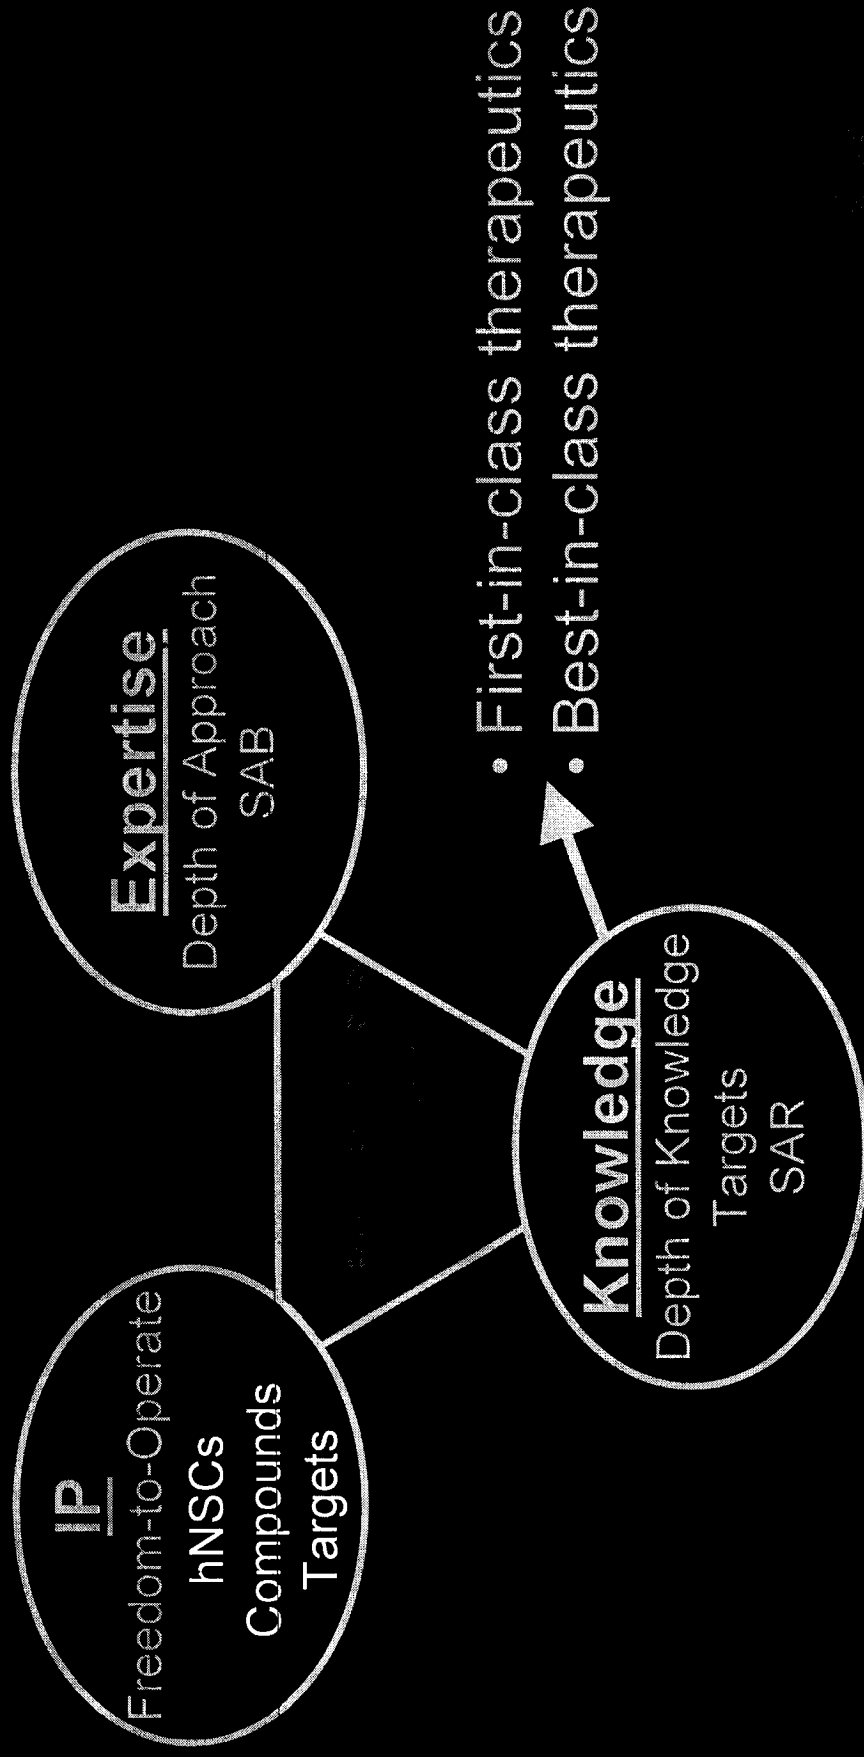 IP
Freedom-to-Operate
hNSCs
Compounds
Targets
Expertise
Depth of Approach
SAB
Knowledge
Depth of Knowledge
Targets
SAR
• First-in-class therapeutics
• Best-in-class therapeutics